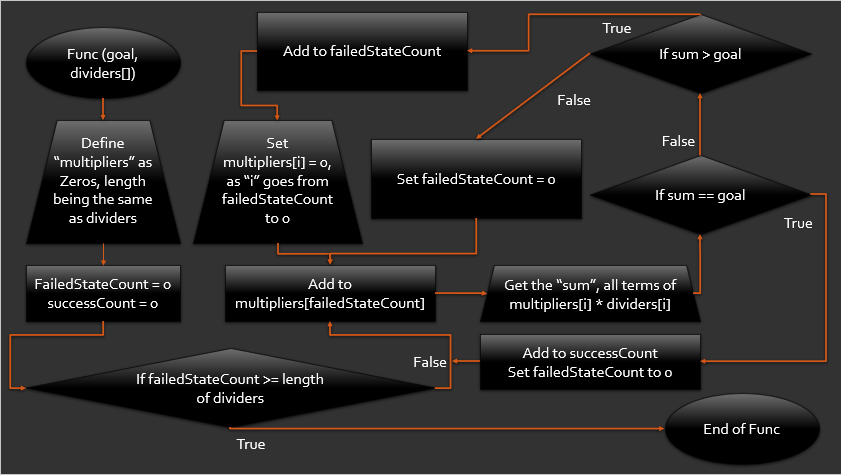 Func (goal,
dividers[])
Define
“multipliers” as
Zeros, length
being the same
as dividers
FailedStateCount = 0
successCount = 0
If failedStateCount >= length
of dividers
True
False
End of Func
Add to
multipliers[failedStateCount]
Get the “sum”, all terms of
multipliers[i] * dividers[i]
If sum == goal
True
Add to successCount
Set failedStateCount to 0
False
If sum > goal
False
Set failedStateCount = 0
True
Add to failedStateCount
Set
multipliers[i] = 0,
as “i” goes from
failedStateCount
to 0